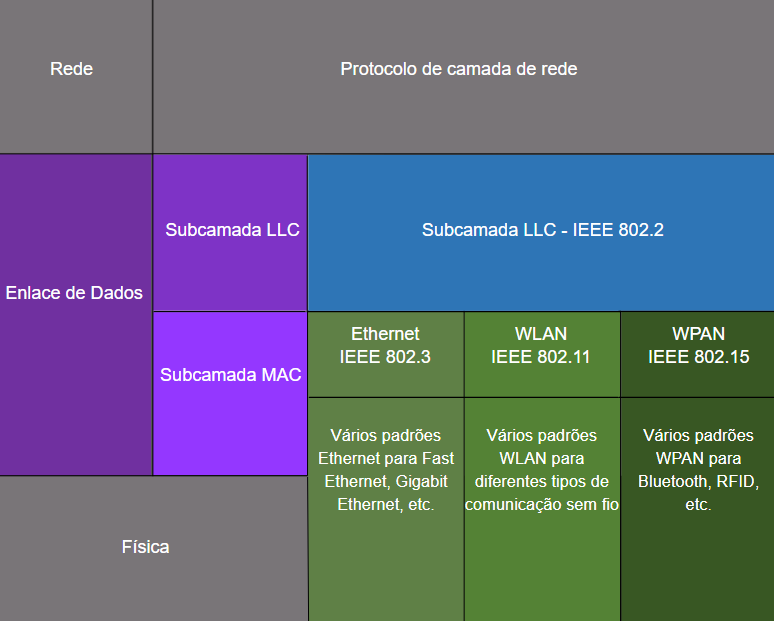 Rede
Protocolo de camada de rede
Enlace de Dados
Subcamada LLC
Subcamada LLC - IEEE 802.2
Subcamada MAC
Ethernet
IEEE 802.3
WLAN
IEEE 802.11
WPAN
IEEE 802.15
Vários padrões
Ethernet para Fast
Ethernet, Gigabit
Ethernet, etc.
Vários padrões
WLAN para
diferentes tipos de
comunicação sem fio
Vários padrões
WPAN para
Bluetooth, RFID,
etc.
Física